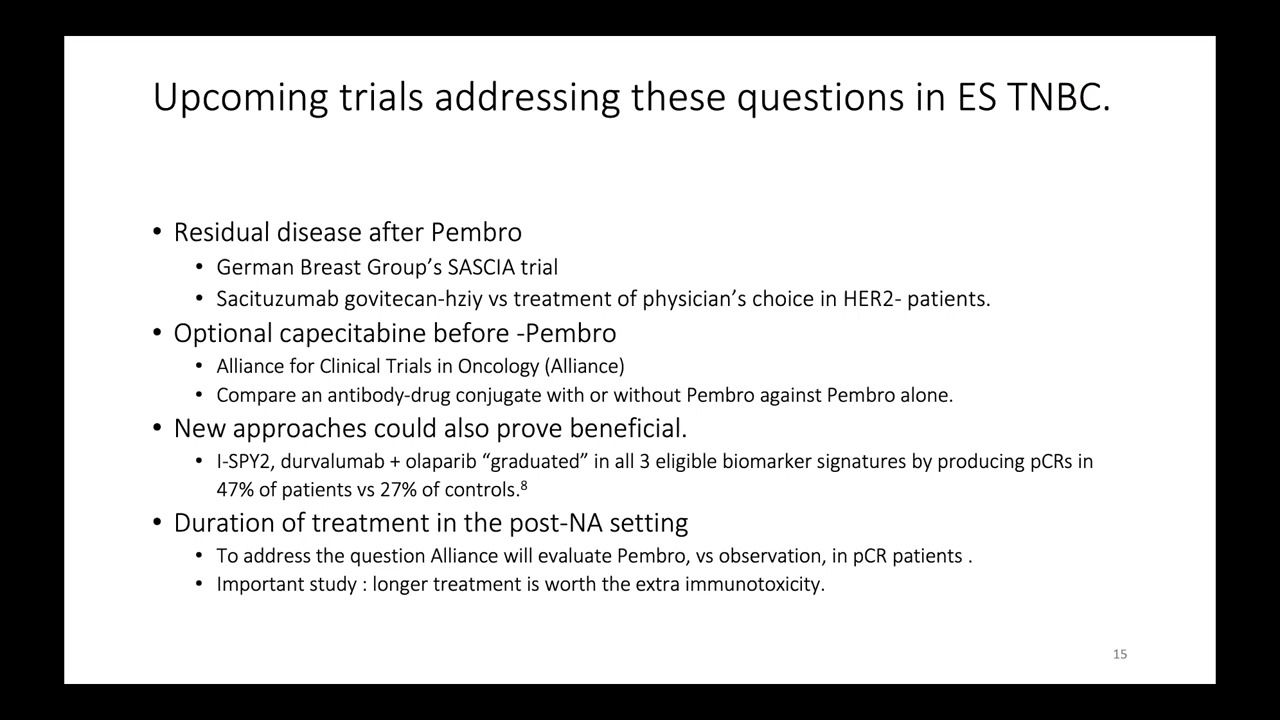 Upcoming trials addressing these questions in ES TNBC.
• Residual disease after Pembro
• German Breast Group’s SASCIA trial
• Sacituzumab govitecan-hziy vs treatment of physician’s choice in HER2- patients.
• Optional capecitabine before -Pembro
• Alliance for Clinical Trials in Oncology (Alliance)
• Compare an antibody-drug conjugate with or without Pembro against Pembro alone.
• New approaches could also prove beneficial.
• I-SPY2, durvalumab + olaparib “graduated” in all 3 eligible biomarker signatures by producing pCRs in
47% of patients vs 27% of controls.⁸
• Duration of treatment in the post-NA setting
• To address the question Alliance will evaluate Pembro, vs observation, in pCR patients .
• Important study : longer treatment is worth the extra immunotoxicity.
15